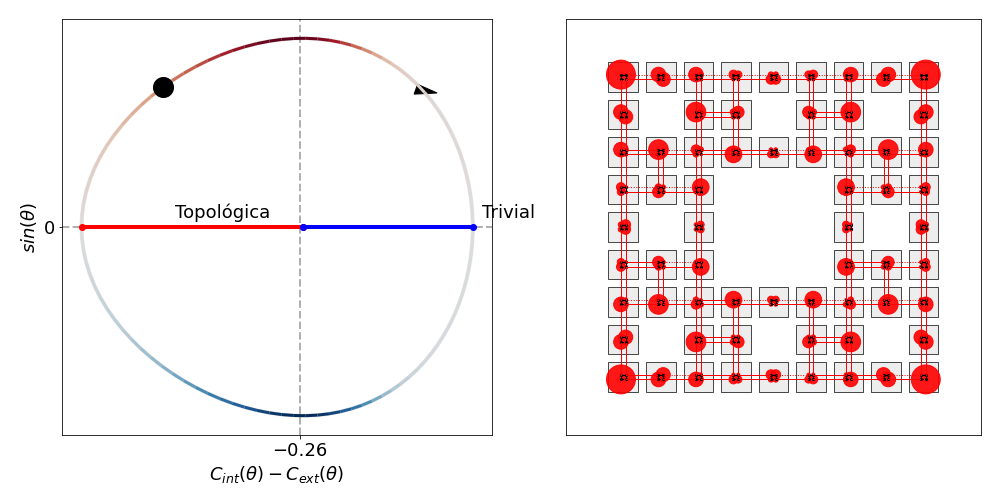 Topológica
Trivial
0
sin(θ)
−0.26
C_int(θ) − C_ext(θ)